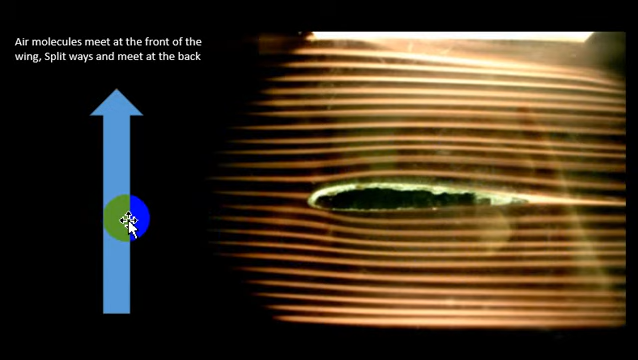 Air molecules meet at the front of the
wing, Split ways and meet at the back